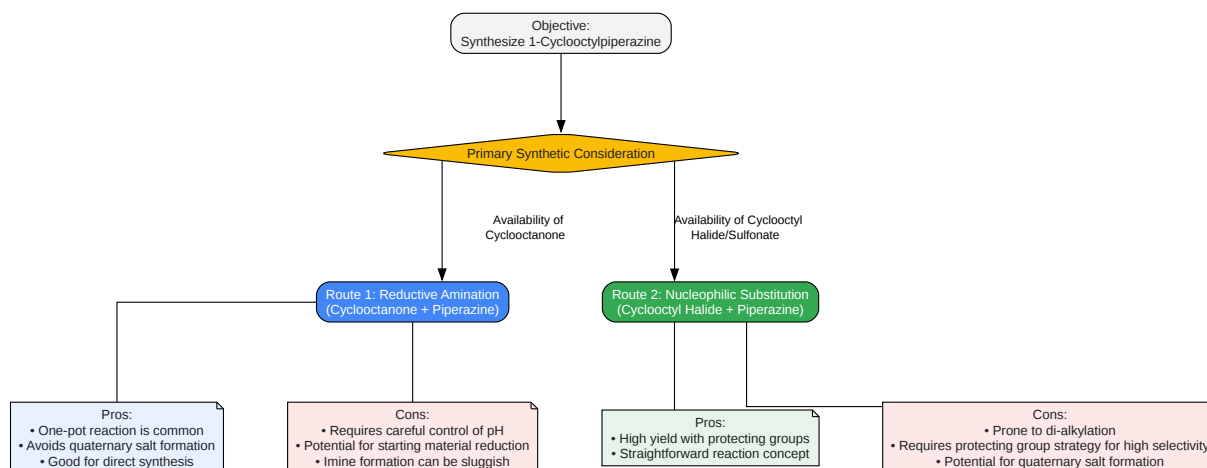 Objective:
Synthesize 1-Cyclooctylpiperazine
Primary Synthetic Consideration
Availability of
Cyclooctanone
Availability of Cyclooctyl
Halide/Sulfonate
Route 1: Reductive Amination
(Cyclooctanone + Piperazine)
Route 2: Nucleophilic Substitution
(Cyclooctyl Halide + Piperazine)
Pros:
• One-pot reaction is common
• Avoids quaternary salt formation
• Good for direct synthesis
Cons:
• Requires careful control of pH
• Potential for starting material reduction
• Imine formation can be sluggish
Pros:
• High yield with protecting groups
• Straightforward reaction concept
Cons:
• Prone to di-alkylation
• Requires protecting group strategy for high selectivity
• Potential for quaternary salt formation